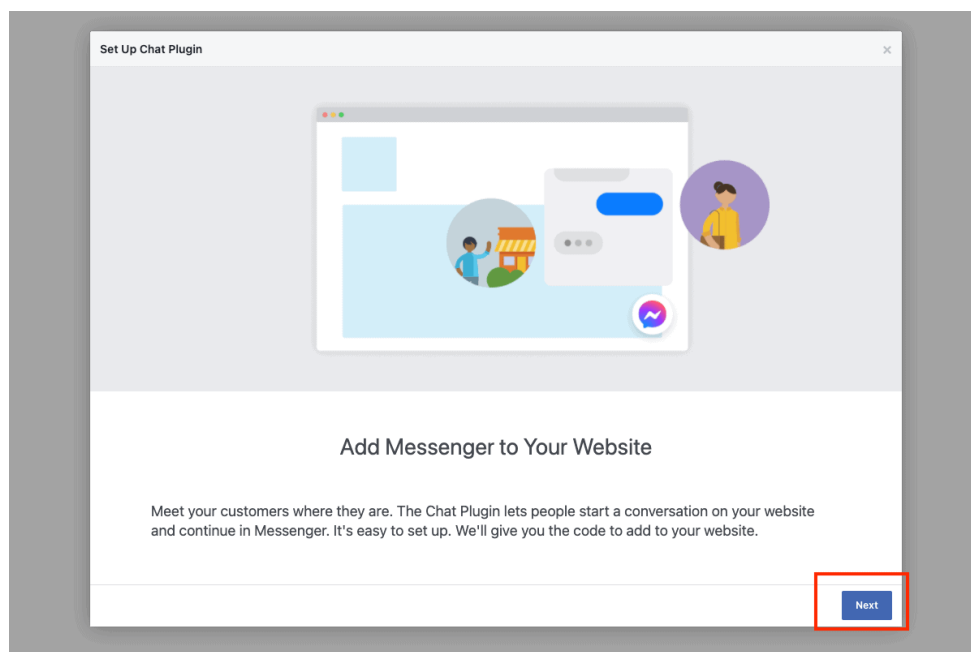 Set Up Chat Plugin
Add Messenger to Your Website
Meet your customers where they are. The Chat Plugin lets people start a conversation on your website
and continue in Messenger. It's easy to set up. We'll give you the code to add to your website.
Next